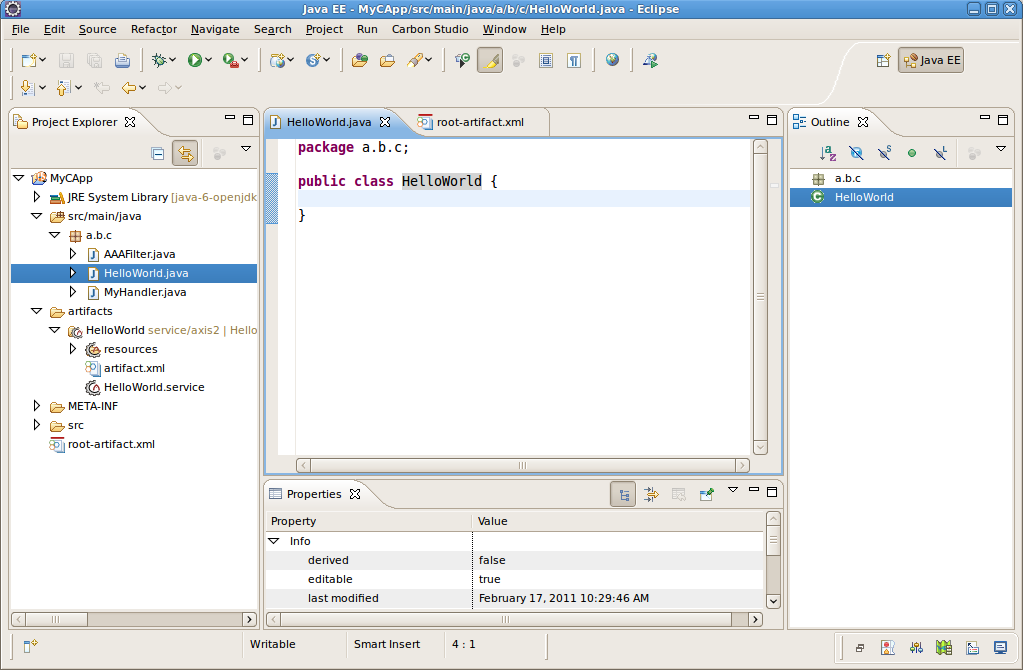 Java EE - MyCApp/src/main/java/a/b/c/HelloWorld.java - Eclipse
File Edit Source Refactor Navigate Search Project Run Carbon Studio Window Help
Java EE
Project Explorer
MyCApp
JRE System Library [java-6-openjdk
src/main/java
a.b.c
AAAFilter.java
HelloWorld.java
MyHandler.java
artifacts
HelloWorld service/axis2 | Hello
resources
artifact.xml
HelloWorld.service
META-INF
src
root-artifact.xml
HelloWorld.java root-artifact.xml
package a.b.c;
public class HelloWorld {
}
Outline
a.b.c
HelloWorld
Properties
Property Value
Info
derived false
editable true
last modified February 17, 2011 10:29:46 AM
Writable Smart Insert 4 : 1